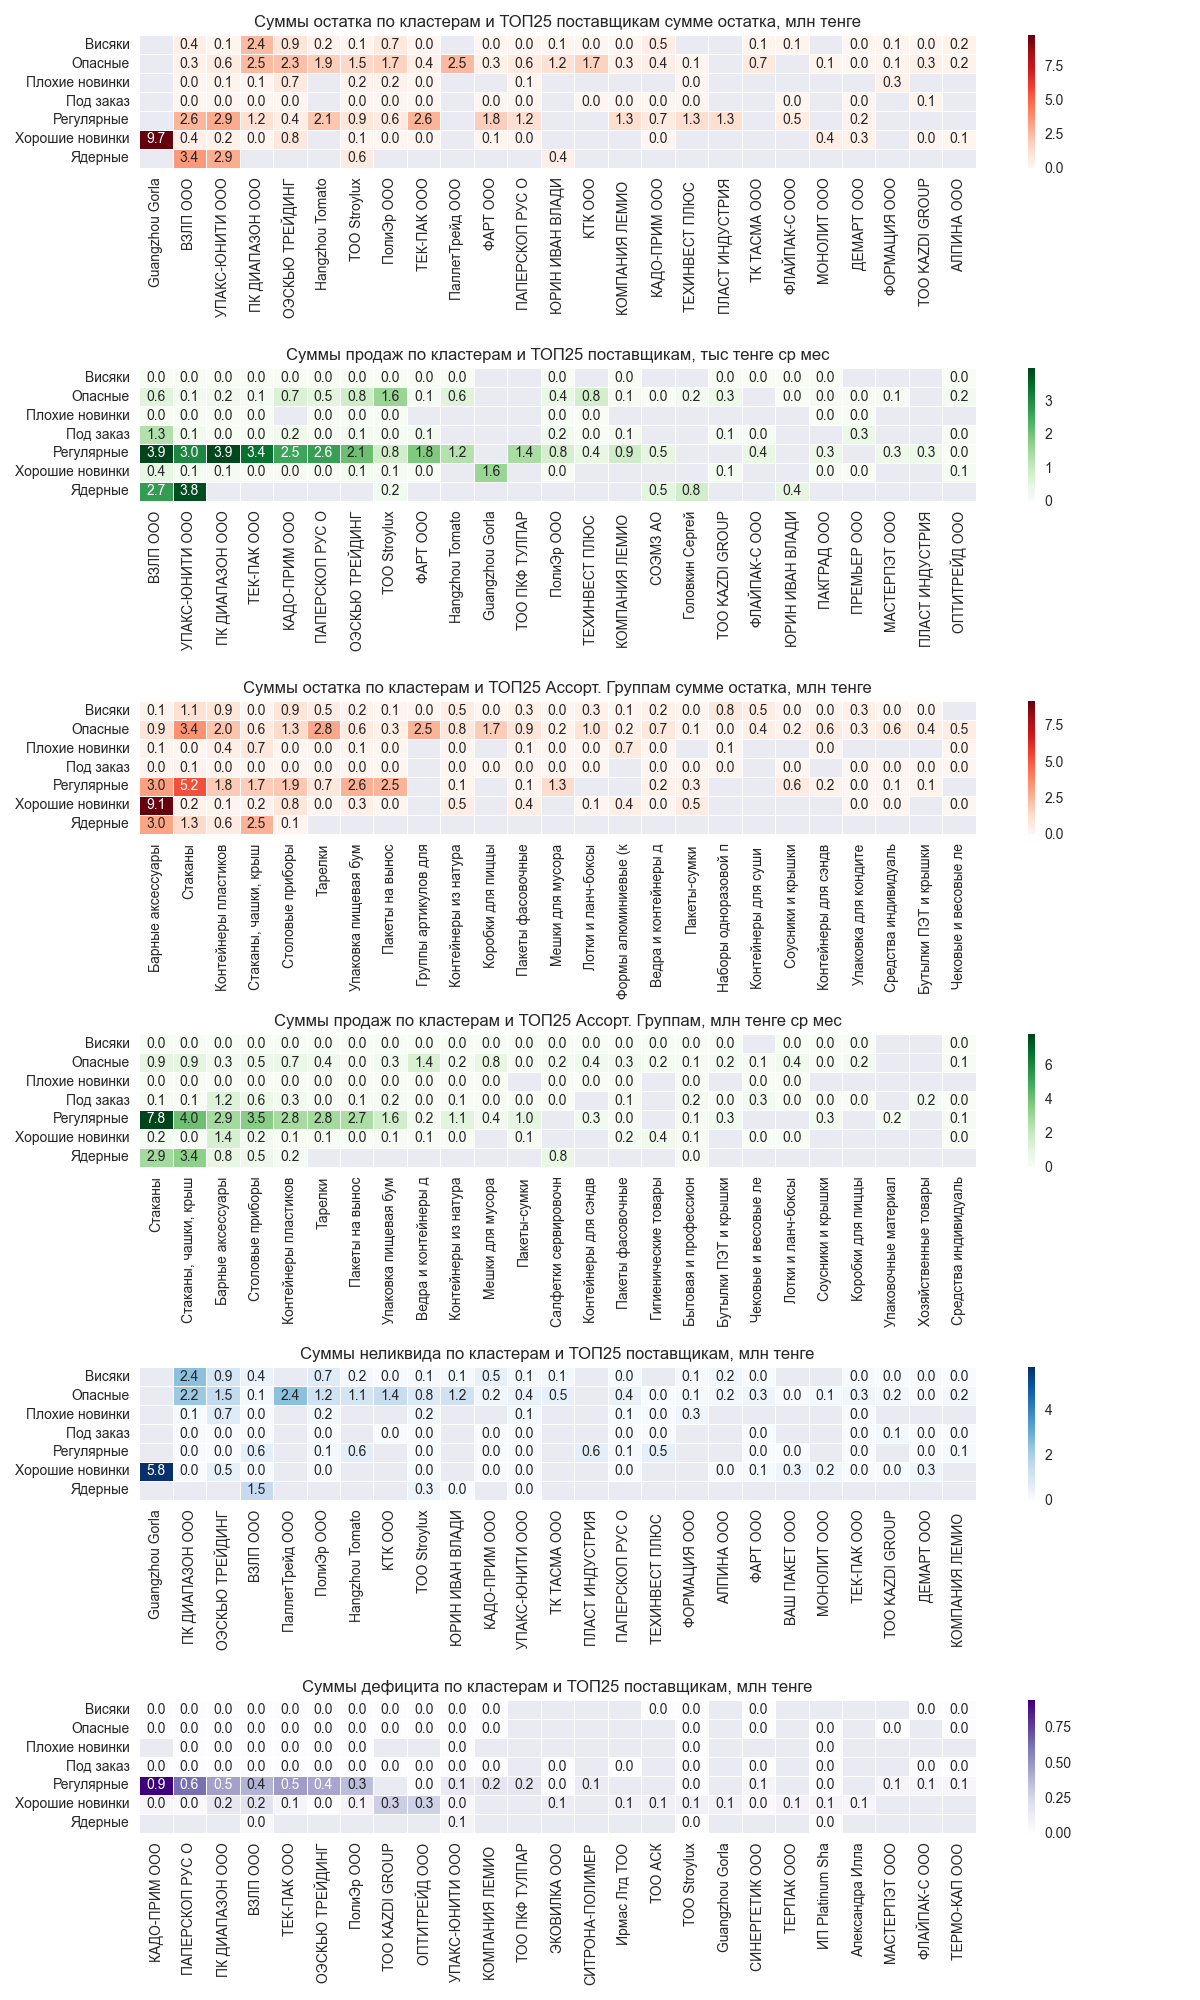 Суммы остатка по кластерам и ТОП25 поставщикам сумме остатка, млн тенге
Висяки 0.4 0.1 2.4 0.9 0.2 0.1 0.7 0.0 0.0 0.0 0.1 0.0 0.0 0.5 0.1 0.1 0.0 0.1 0.0 0.2
Опасные 0.3 0.6 2.5 2.3 1.9 1.5 1.7 0.4 2.5 0.3 0.6 1.2 1.7 0.3 0.4 0.1 0.7 0.1 0.0 0.1 0.3 0.2
Плохие новинки 0.0 0.1 0.1 0.7 0.2 0.2 0.0 0.1 0.0 0.3
Под заказ 0.0 0.0 0.0 0.0 0.0 0.0 0.0 0.0 0.0 0.0 0.0 0.0 0.0 0.0 0.0 0.1
Регулярные 2.6 2.9 1.2 0.4 2.1 0.9 0.6 2.6 1.8 1.2 1.3 0.7 1.3 1.3 0.5 0.2
Хорошие новинки 9.7 0.4 0.2 0.0 0.8 0.1 0.0 0.0 0.1 0.0 0.0 0.4 0.3 0.0 0.1
Ядерные 3.4 2.9 0.6 0.4
7.5
5.0
2.5
0.0
Guangzhou Gorla
ВЗЛП ООО
УПАКС-ЮНИТИ ООО
ПК ДИАПАЗОН ООО
ОЭСКЬЮ ТРЕЙДИНГ
Hangzhou Tomato
ТОО Stroylux
ПолиЭр ООО
ТЕК-ПАК ООО
ПаллетТрейд ООО
ФАРТ ООО
ПАПЕРСКОП РУС О
ЮРИН ИВАН ВЛАДИ
КТК ООО
КОМПАНИЯ ЛЕМИО
КАДО-ПРИМ ООО
ТЕХИНВЕСТ ПЛЮС
ПЛАСТ ИНДУСТРИЯ
ТК ТАСМА ООО
ФЛАЙПАК-С ООО
МОНОЛИТ ООО
ДЕМАРТ ООО
ФОРМАЦИЯ ООО
ТОО KAZDI GROUP
АЛПИНА ООО
Суммы продаж по кластерам и ТОП25 поставщикам, тыс тенге ср мес
Висяки 0.0 0.0 0.0 0.0 0.0 0.0 0.0 0.0 0.0 0.0 0.0 0.0 0.0 0.0 0.0 0.0 0.0
Опасные 0.6 0.1 0.2 0.1 0.7 0.5 0.8 1.6 0.1 0.6 0.4 0.8 0.1 0.0 0.2 0.3 0.0 0.0 0.0 0.1 0.2
Плохие новинки 0.0 0.0 0.0 0.0 0.0 0.0 0.0 0.0 0.0 0.0 0.0
Под заказ 1.3 0.1 0.0 0.0 0.2 0.0 0.1 0.0 0.1 0.2 0.0 0.1 0.1 0.0 0.3 0.0
Регулярные 3.9 3.0 3.9 3.4 2.5 2.6 2.1 0.8 1.8 1.2 1.4 0.8 0.4 0.9 0.5 0.4 0.3 0.3 0.3 0.0
Хорошие новинки 0.4 0.1 0.1 0.0 0.0 0.0 0.1 0.1 0.0 1.6 0.0 0.1 0.0 0.0 0.1
Ядерные 2.7 3.8 0.2 0.5 0.8 0.4
3
2
1
0
ВЗЛП ООО
УПАКС-ЮНИТИ ООО
ПК ДИАПАЗОН ООО
ТЕК-ПАК ООО
КАДО-ПРИМ ООО
ПАПЕРСКОП РУС О
ОЭСКЬЮ ТРЕЙДИНГ
ТОО Stroylux
ФАРТ ООО
Hangzhou Tomato
Guangzhou Gorla
ТОО ПКФ ТУЛПАР
ПолиЭр ООО
ТЕХИНВЕСТ ПЛЮС
КОМПАНИЯ ЛЕМИО
СОЭМЗ АО
Головкин Сергей
ТОО KAZDI GROUP
ФЛАЙПАК-С ООО
ЮРИН ИВАН ВЛАДИ
ПАКГРАД ООО
ПРЕМЬЕР ООО
МАСТЕРПЭТ ООО
ПЛАСТ ИНДУСТРИЯ
ОПТИТРЕЙД ООО
Суммы остатка по кластерам и ТОП25 Ассорт. Группам сумме остатка, млн тенге
Висяки 0.1 1.1 0.9 0.0 0.9 0.5 0.2 0.1 0.0 0.5 0.0 0.3 0.0 0.3 0.1 0.2 0.0 0.8 0.5 0.0 0.0 0.3 0.0 0.0
Опасные 0.9 3.4 2.0 0.6 1.3 2.8 0.6 0.3 2.5 0.8 1.7 0.9 0.2 1.0 0.2 0.7 0.1 0.0 0.4 0.2 0.6 0.3 0.6 0.4 0.5
Плохие новинки 0.1 0.0 0.4 0.7 0.0 0.0 0.1 0.0 0.0 0.1 0.0 0.0 0.7 0.0 0.1 0.0 0.0
Под заказ 0.0 0.1 0.0 0.0 0.0 0.0 0.0 0.0 0.0 0.0 0.0 0.0 0.0 0.0 0.0 0.0 0.0 0.0 0.0 0.0 0.0
Регулярные 3.0 5.2 1.8 1.7 1.9 0.7 2.6 2.5 0.1 0.1 1.3 0.2 0.3 0.6 0.2 0.0 0.1 0.1
Хорошие новинки 9.1 0.2 0.1 0.2 0.8 0.0 0.3 0.0 0.5 0.4 0.1 0.4 0.0 0.5 0.0 0.0 0.0
Ядерные 3.0 1.3 0.6 2.5 0.1
7.5
5.0
2.5
0.0
Барные аксессуары
Стаканы
Контейнеры пластиков
Стаканы, чашки, крыш
Столовые приборы
Тарелки
Упаковка пищевая бум
Пакеты на вынос
Группы артикулов для
Контейнеры из натура
Коробки для пиццы
Пакеты фасовочные
Мешки для мусора
Лотки и ланч-боксы
Формы алюминиевые (к
Ведра и контейнеры д
Пакеты-сумки
Наборы одноразовой п
Контейнеры для суши
Соусники и крышки
Контейнеры для сэндв
Упаковка для кондите
Средства индивидуаль
Бутылки ПЭТ и крышки
Чековые и весовые ле
Суммы продаж по кластерам и ТОП25 Ассорт. Группам, млн тенге ср мес
Висяки 0.0 0.0 0.0 0.0 0.0 0.0 0.0 0.0 0.0 0.0 0.0 0.0 0.0 0.0 0.0 0.0 0.0 0.0 0.0 0.0 0.0 0.0
Опасные 0.9 0.9 0.3 0.5 0.7 0.4 0.0 0.3 1.4 0.2 0.8 0.0 0.2 0.4 0.3 0.2 0.1 0.2 0.1 0.4 0.0 0.2 0.1
Плохие новинки 0.0 0.0 0.0 0.0 0.0 0.0 0.0 0.0 0.0 0.0 0.0 0.0 0.0 0.0 0.0 0.0 0.0
Под заказ 0.1 0.1 1.2 0.6 0.3 0.0 0.1 0.2 0.0 0.1 0.0 0.0 0.1 0.2 0.0 0.3 0.0 0.0 0.0 0.2 0.0
Регулярные 7.8 4.0 2.9 3.5 2.8 2.8 2.7 1.6 0.2 1.1 0.4 1.0 0.3 0.0 0.1 0.3 0.3 0.2 0.1
Хорошие новинки 0.2 0.0 1.4 0.2 0.1 0.1 0.0 0.1 0.1 0.0 0.1 0.2 0.4 0.1 0.0 0.0 0.0
Ядерные 2.9 3.4 0.8 0.5 0.2 0.8 0.0
6
4
2
0
Стаканы
Стаканы, чашки, крыш
Барные аксессуары
Столовые приборы
Контейнеры пластиков
Тарелки
Пакеты на вынос
Упаковка пищевая бум
Ведра и контейнеры д
Контейнеры из натура
Мешки для мусора
Пакеты-сумки
Салфетки сервировочн
Контейнеры для сэндв
Пакеты фасовочные
Гигиенические товары
Бытовая и профессион
Бутылки ПЭТ и крышки
Чековые и весовые ле
Лотки и ланч-боксы
Соусники и крышки
Коробки для пиццы
Упаковочные материал
Хозяйственные товары
Средства индивидуаль
Суммы неликвида по кластерам и ТОП25 поставщикам, млн тенге
Висяки 2.4 0.9 0.4 0.7 0.2 0.0 0.1 0.1 0.5 0.1 0.1 0.0 0.1 0.2 0.0 0.0 0.0 0.0 0.0
Опасные 2.2 1.5 0.1 2.4 1.2 1.1 1.4 0.8 1.2 0.2 0.4 0.5 0.4 0.0 0.1 0.2 0.3 0.0 0.1 0.3 0.2 0.0 0.2
Плохие новинки 0.1 0.7 0.0 0.2 0.2 0.1 0.1 0.0 0.3 0.0
Под заказ 0.0 0.0 0.0 0.0 0.0 0.0 0.0 0.0 0.0 0.0 0.0 0.0 0.1 0.0 0.0
Регулярные 0.0 0.0 0.6 0.1 0.6 0.0 0.0 0.0 0.6 0.1 0.5 0.0 0.0 0.0 0.0 0.1
Хорошие новинки 5.8 0.0 0.5 0.0 0.0 0.0 0.0 0.0 0.0 0.0 0.1 0.3 0.2 0.0 0.0 0.3
Ядерные 1.5 0.3 0.0 0.0
4
2
0
Guangzhou Gorla
ПК ДИАПАЗОН ООО
ОЭСКЬЮ ТРЕЙДИНГ
ВЗЛП ООО
ПаллетТрейд ООО
ПолиЭр ООО
Hangzhou Tomato
КТК ООО
ТОО Stroylux
ЮРИН ИВАН ВЛАДИ
КАДО-ПРИМ ООО
УПАКС-ЮНИТИ ООО
ТК ТАСМА ООО
ПЛАСТ ИНДУСТРИЯ
ПАПЕРСКОП РУС О
ТЕХИНВЕСТ ПЛЮС
ФОРМАЦИЯ ООО
АЛПИНА ООО
ФАРТ ООО
ВАШ ПАКЕТ ООО
МОНОЛИТ ООО
ТЕК-ПАК ООО
ТОО KAZDI GROUP
ДЕМАРТ ООО
КОМПАНИЯ ЛЕМИО
Суммы дефицита по кластерам и ТОП25 поставщикам, млн тенге
Висяки 0.0 0.0 0.0 0.0 0.0 0.0 0.0 0.0 0.0 0.0 0.0 0.0 0.0 0.0 0.0 0.0
Опасные 0.0 0.0 0.0 0.0 0.0 0.0 0.0 0.0 0.0 0.0 0.0 0.0 0.0 0.0 0.0 0.0
Плохие новинки 0.0 0.0 0.0 0.0 0.0 0.0 0.0 0.0 0.0
Под заказ 0.0 0.0 0.0 0.0 0.0 0.0 0.0 0.0 0.0 0.0 0.0 0.0 0.0 0.0 0.0 0.0 0.0
Регулярные 0.9 0.6 0.5 0.4 0.5 0.4 0.3 0.0 0.1 0.2 0.2 0.0 0.1 0.0 0.1 0.0 0.1 0.1 0.1
Хорошие новинки 0.0 0.0 0.2 0.2 0.1 0.0 0.1 0.3 0.3 0.0 0.1 0.1 0.1 0.1 0.1 0.0 0.1 0.1 0.1
Ядерные 0.0 0.1 0.0 0.0
0.75
0.50
0.25
0.00
КАДО-ПРИМ ООО
ПАПЕРСКОП РУС О
ПК ДИАПАЗОН ООО
ВЗЛП ООО
ТЕК-ПАК ООО
ОЭСКЬЮ ТРЕЙДИНГ
ПолиЭр ООО
ТОО KAZDI GROUP
ОПТИТРЕЙД ООО
УПАКС-ЮНИТИ ООО
КОМПАНИЯ ЛЕМИО
ТОО ПКФ ТУЛПАР
ЭКОВИЛКА ООО
СИТРОНА-ПОЛИМЕР
Ирмас Лтд ТОО
ТОО АСК
ТОО Stroylux
Guangzhou Gorla
СИНЕРГЕТИК ООО
ТЕРПАК ООО
ИП Platinum Sha
Александра Илла
МАСТЕРПЭТ ООО
ФЛАЙПАК-С ООО
ТЕРМО-КАП ООО